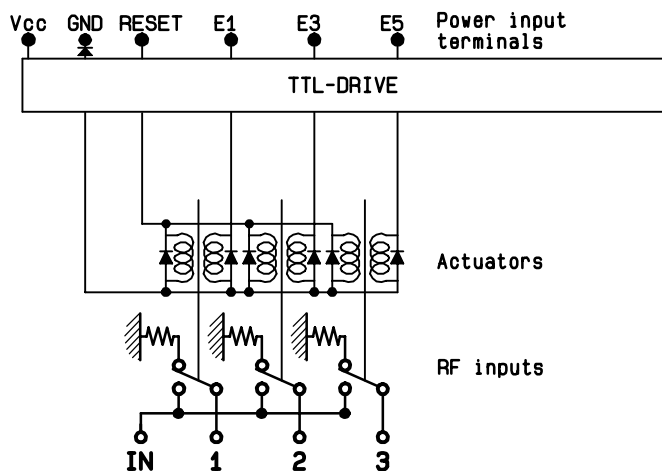 Vcc GND RESET E1 E3 E5 Power input
terminals
TTL-DRIVE
Actuators
RF inputs
IN 1 2 3